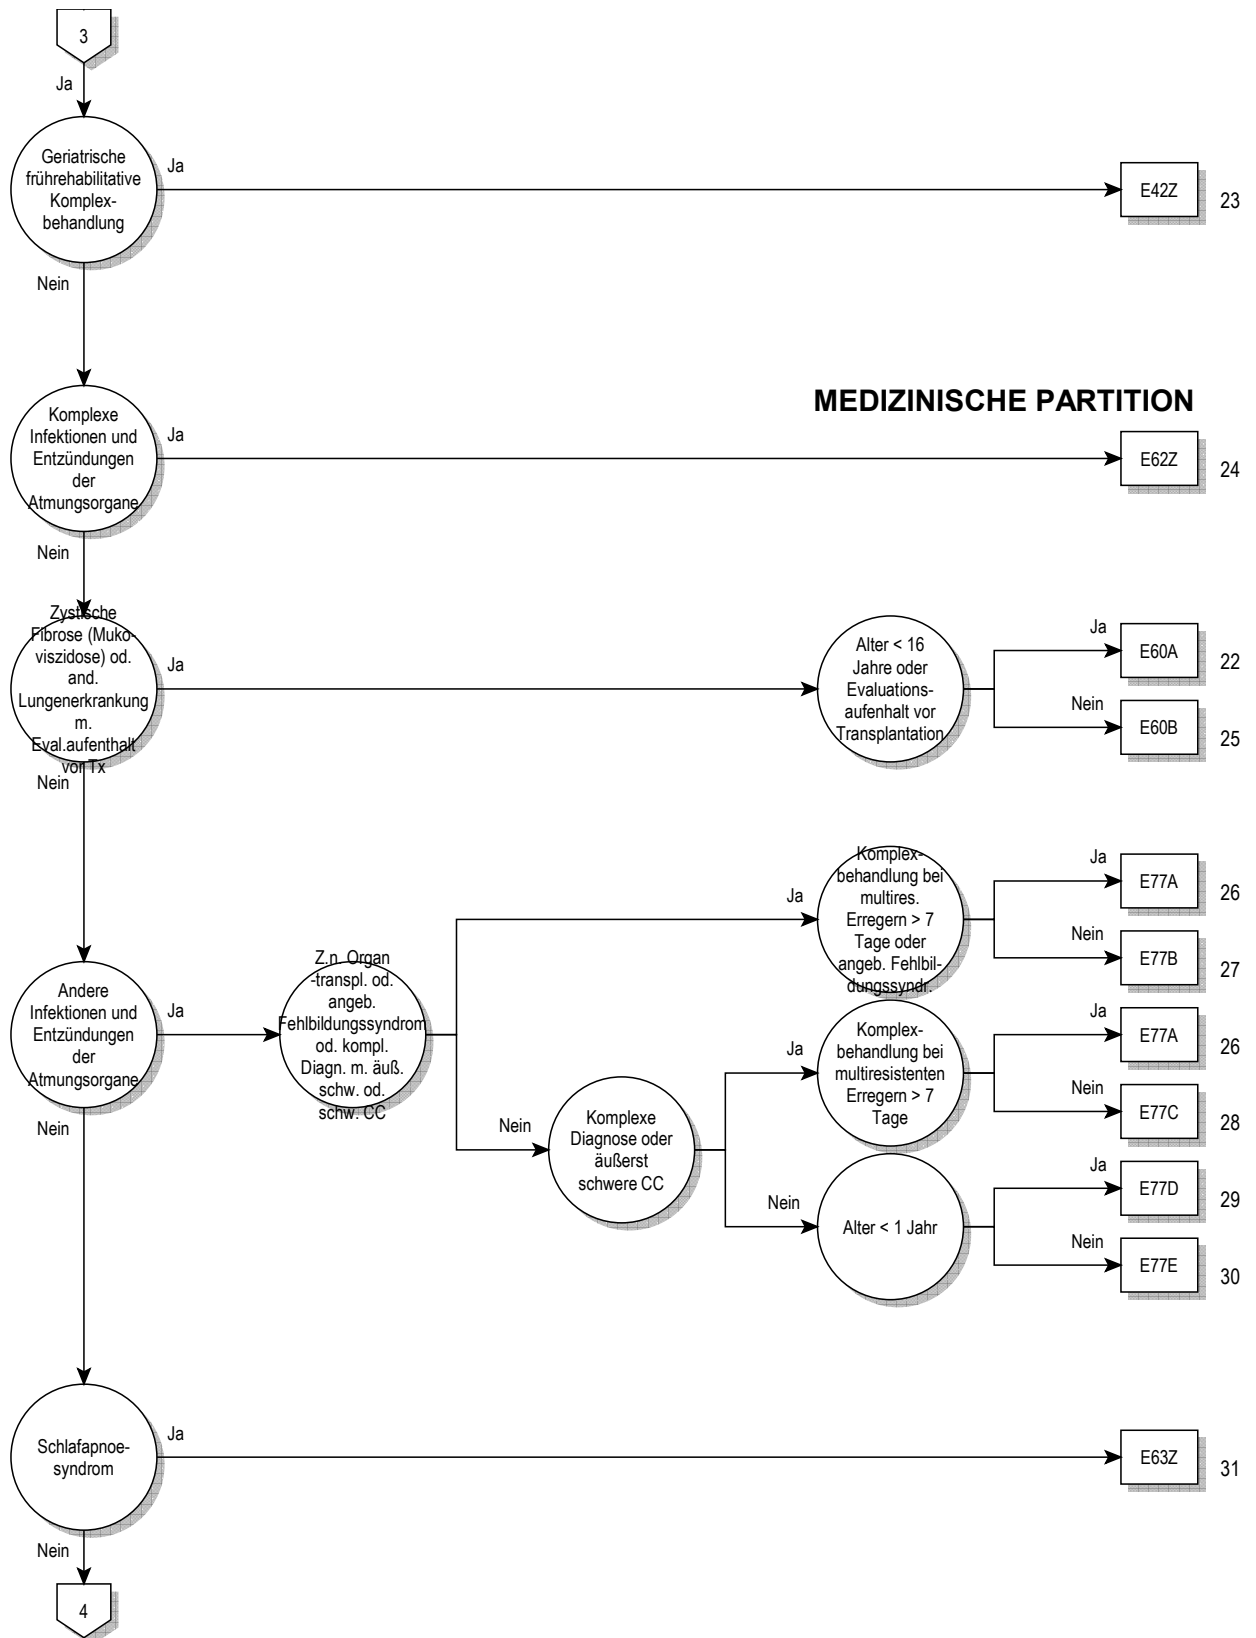 3
Ja
Geriatrische
frührehabilitative
Komplex-
behandlung
Ja
E42Z
23
Nein
MEDIZINISCHE PARTITION
Komplexe
Infektionen und
Entzündungen
der
Atmungsorgane
Ja
E62Z
24
Nein
Zystische
Fibrose (Muko-
viszidose) od.
and.
Lungenerkrankung
m.
Eval.aufenthalt
vor Tx
Ja
Alter < 16
Jahre oder
Evaluations-
aufenhalt vor
Transplantation
Ja
E60A
22
Nein
E60B
25
Nein
Andere
Infektionen und
Entzündungen
der
Atmungsorgane
Ja
Z.n. Organ
-transpl. od.
angeb.
Fehlbildungssyndrom
od. kompl.
Diagn. m. äuß.
schw. od.
schw. CC
Ja
Komplex-
behandlung bei
multires.
Erregern > 7
Tage oder
angeb. Fehlbil-
dungssyndr.
Ja
E77A
26
Nein
E77B
27
Nein
Komplexe
Diagnose oder
äußerst
schwere CC
Ja
Komplex-
behandlung bei
multiresistenten
Erregern > 7
Tage
Ja
E77A
26
Nein
E77C
28
Nein
Alter < 1 Jahr
Ja
E77D
29
Nein
E77E
30
Nein
Schlafapnoe-
syndrom
Ja
E63Z
31
Nein
4